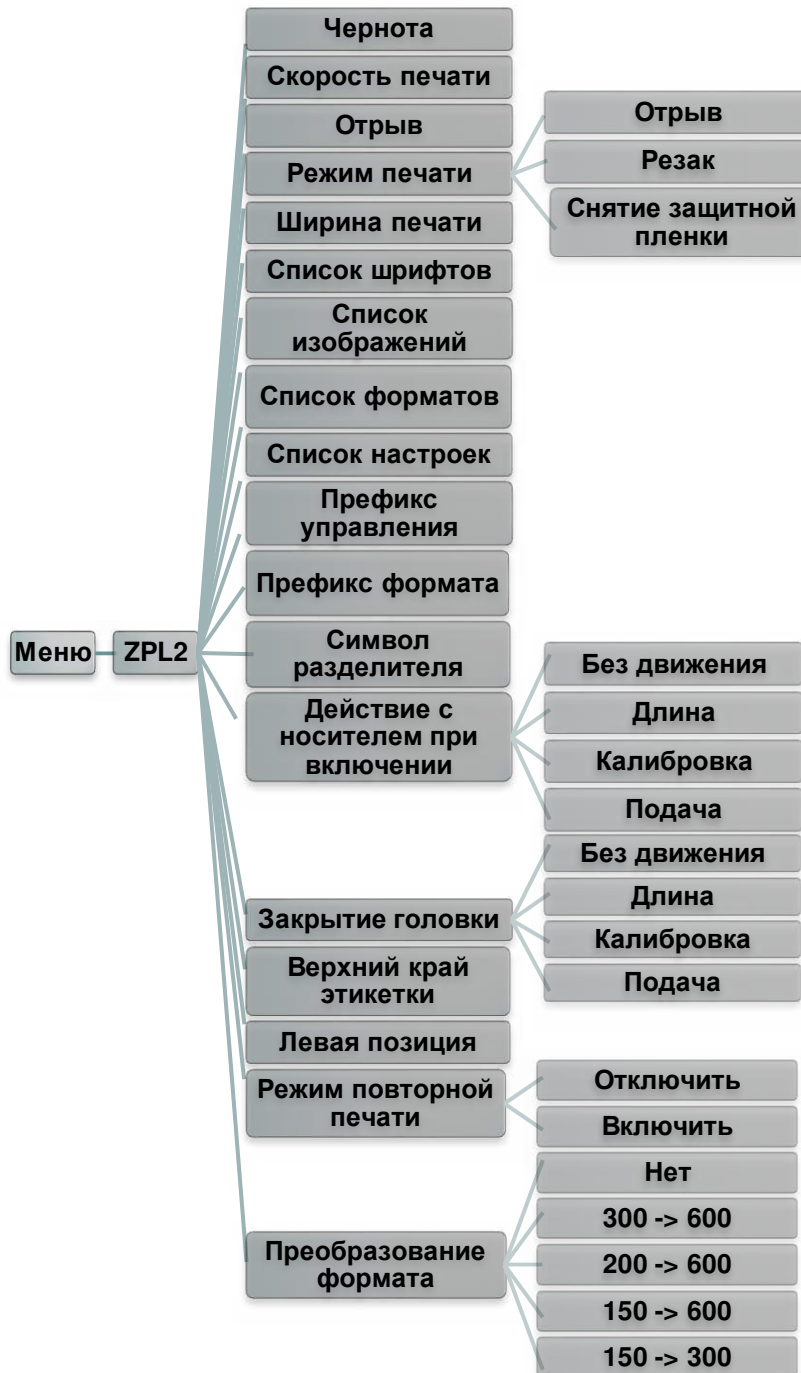 Меню
ZPL2
Чернота
Скорость печати
Отрыв
Режим печати
Отрыв
Резак
Снятие защитной
пленки
Ширина печати
Список шрифтов
Список
изображений
Список форматов
Список настроек
Префикс
управления
Префикс формата
Символ
разделителя
Действие с
носителем при
включении
Без движения
Длина
Калибровка
Подача
Закрытие головки
Без движения
Длина
Калибровка
Подача
Верхний край
этикетки
Левая позиция
Режим повторной
печати
Отключить
Включить
Преобразование
формата
Нет
300 -> 600
200 -> 600
150 -> 600
150 -> 300